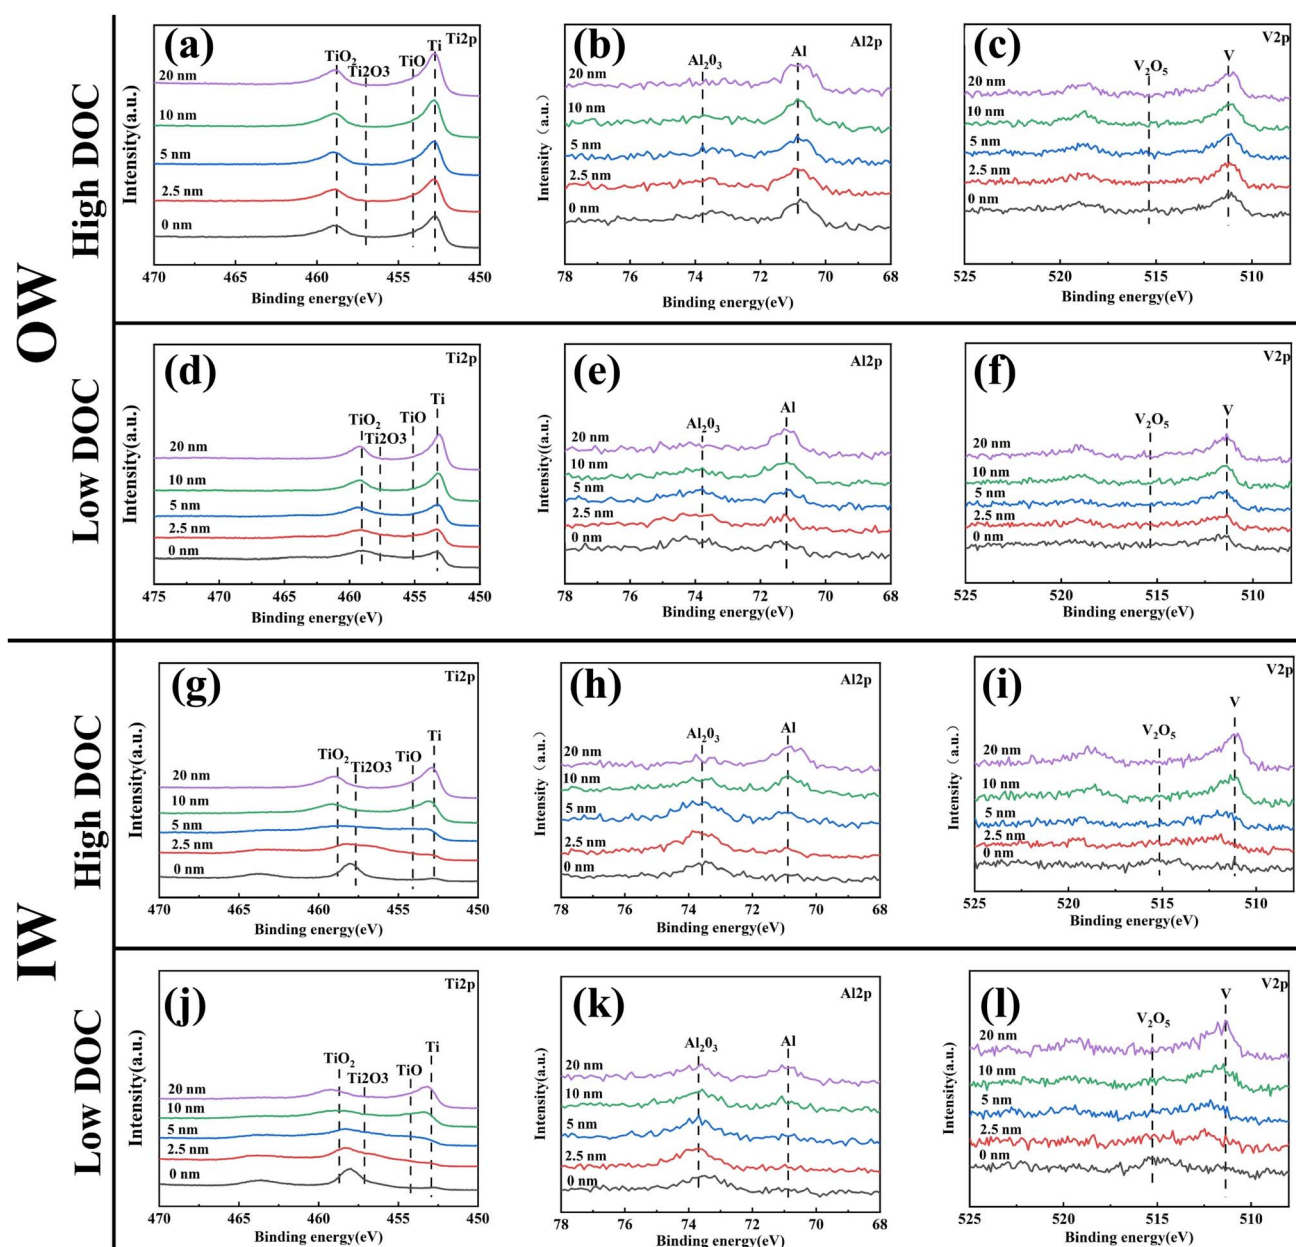 OW
High DOC
(a)
Ti2p
TiO2
Ti2O3
TiO
Ti
20 nm
10 nm
5 nm
2.5 nm
0 nm
Intensity(a.u.)
470 465 460 455 450
Binding energy(eV)
(b)
Al2p
Al₂0₃
Al
20 nm
10 nm
5 nm
2.5 nm
0 nm
Intensity（a.u.）
78 76 74 72 70 68
Binding energy(eV)
(c)
V2p
V₂O₅
V
20 nm
10 nm
5 nm
2.5 nm
0 nm
Intensity（a.u.）
525 520 515 510
Binding energy(eV)
Low DOC
(d)
Ti2p
TiO₂
Ti2O3
TiO
Ti
20 nm
10 nm
5 nm
2.5 nm
0 nm
Intensity(a.u.)
475 470 465 460 455 450
Binding energy(eV)
(e)
Al2p
Al₂0₃
Al
20 nm
10 nm
5 nm
2.5 nm
0 nm
Intensity((a.u.)
78 76 74 72 70 68
Binding energy(eV)
(f)
V2p
V₂O₅
V
20 nm
10 nm
5 nm
2.5 nm
0 nm
Intensity(a.u.)
525 520 515 510
Binding energy(eV)
IW
High DOC
(g)
Ti2p
TiO₂
Ti2O3
TiO
Ti
20 nm
10 nm
5 nm
2.5 nm
0 nm
Intensity(a.u.)
470 465 460 455 450
Binding energy(eV)
(h)
Al2p
Al₂0₃
Al
20 nm
10 nm
5 nm
2.5 nm
0 nm
Intensity（a.u.）
78 76 74 72 70 68
Binding energy(eV)
(i)
V2p
V₂O₅
V
20 nm
10 nm
5 nm
2.5 nm
0 nm
Intensity（a.u.）
525 520 515 510
Binding energy(eV)
Low DOC
(j)
Ti2p
TiO₂
Ti2O3
TiO
Ti
20 nm
10 nm
5 nm
2.5 nm
0 nm
Intensity(a.u.)
470 465 460 455 450
Binding energy(eV)
(k)
Al2p
Al₂0₃
Al
20 nm
10 nm
5 nm
2.5 nm
0 nm
Intensity(a.u.)
78 76 74 72 70 68
Binding energy(eV)
(l)
V2p
V₂O₅
V
20 nm
10 nm
5 nm
2.5 nm
0 nm
Intensity(a.u.)
525 520 515 510
Binding energy(eV)